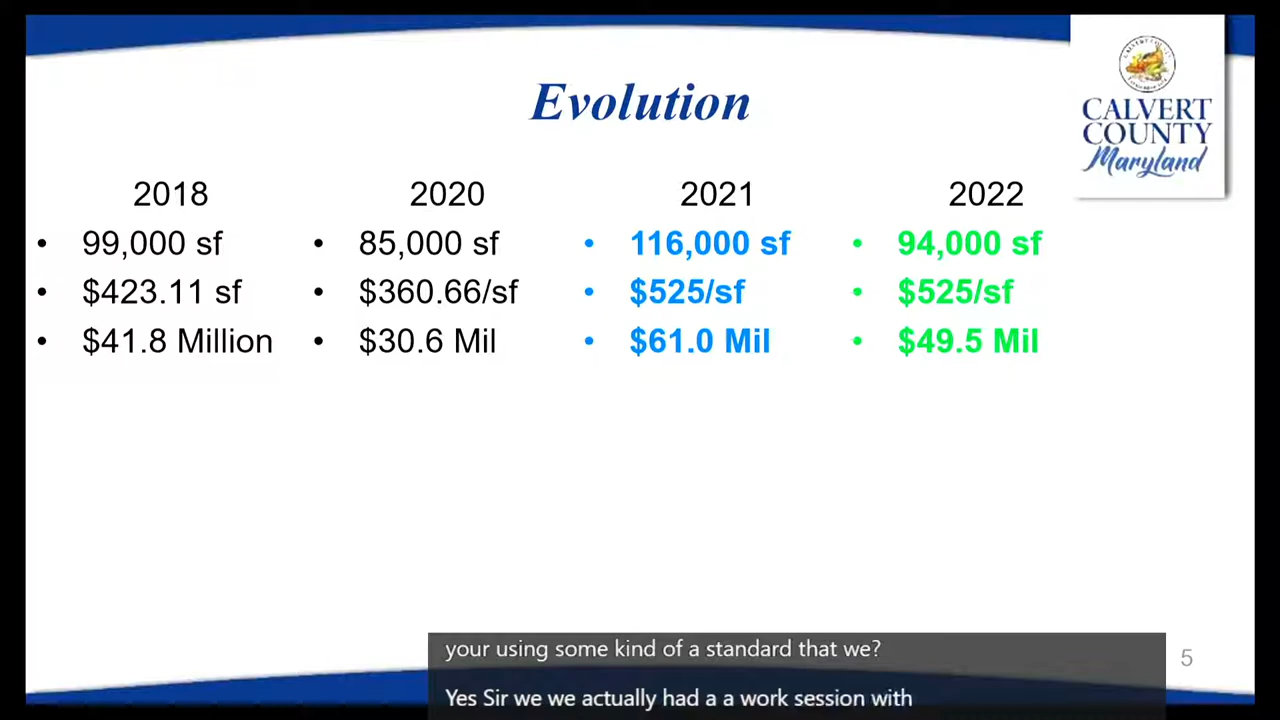 Evolution
CALVERT
COUNTY
Maryland
2018
• 99,000 sf
• $423.11 sf
• $41.8 Million
2020
• 85,000 sf
• $360.66/sf
• $30.6 Mil
2021
• 116,000 sf
• $525/sf
• $61.0 Mil
2022
• 94,000 sf
• $525/sf
• $49.5 Mil
your using some kind of a standard that we?
Yes Sir we we actually had a a work session with
5